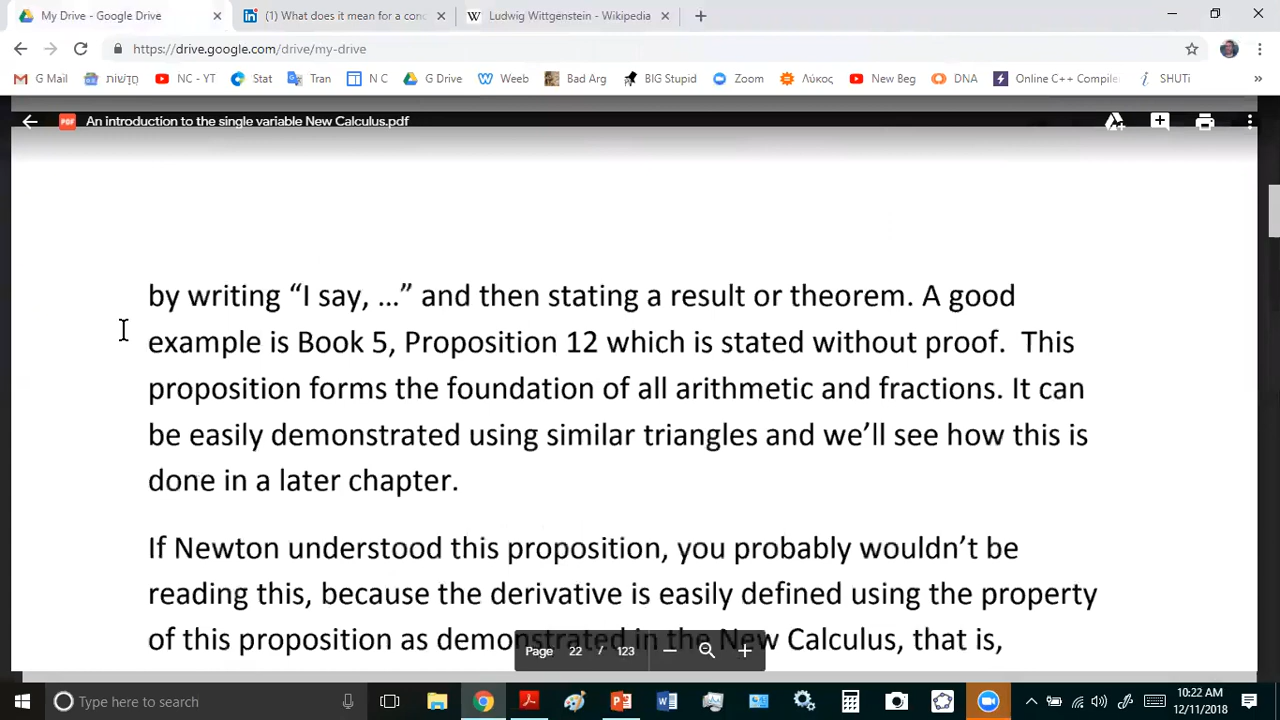 My Drive - Google Drive
(1) What does it mean for a conc
Ludwig Wittgenstein - Wikipedia
https://drive.google.com/drive/my-drive
G Mail חֲדָשׁוֹת NC - YT Stat Tran N C G Drive Weeb Bad Arg BIG Stupid Zoom Λύκος New Beg DNA Online C++ Compile SHUTi
An introduction to the single variable New Calculus.pdf
by writing “I say, …” and then stating a result or theorem. A good
example is Book 5, Proposition 12 which is stated without proof. This
proposition forms the foundation of all arithmetic and fractions. It can
be easily demonstrated using similar triangles and we’ll see how this is
done in a later chapter.
If Newton understood this proposition, you probably wouldn’t be
reading this, because the derivative is easily defined using the property
of this proposition as demonstrated in the New Calculus, that is,
Page 22 / 123
Type here to search
10:22 AM
12/11/2018